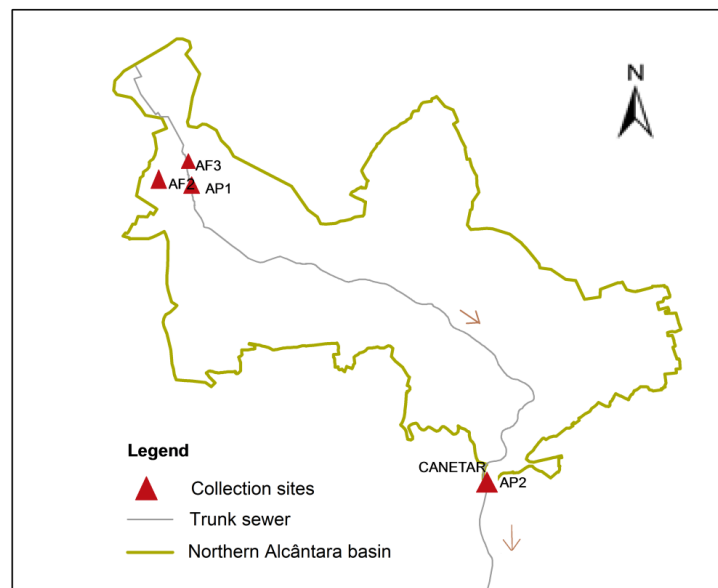 N
AF3
AF2
AP1
CANETAR
AP2
Legend
Collection sites
Trunk sewer
Northern Alcântara basin